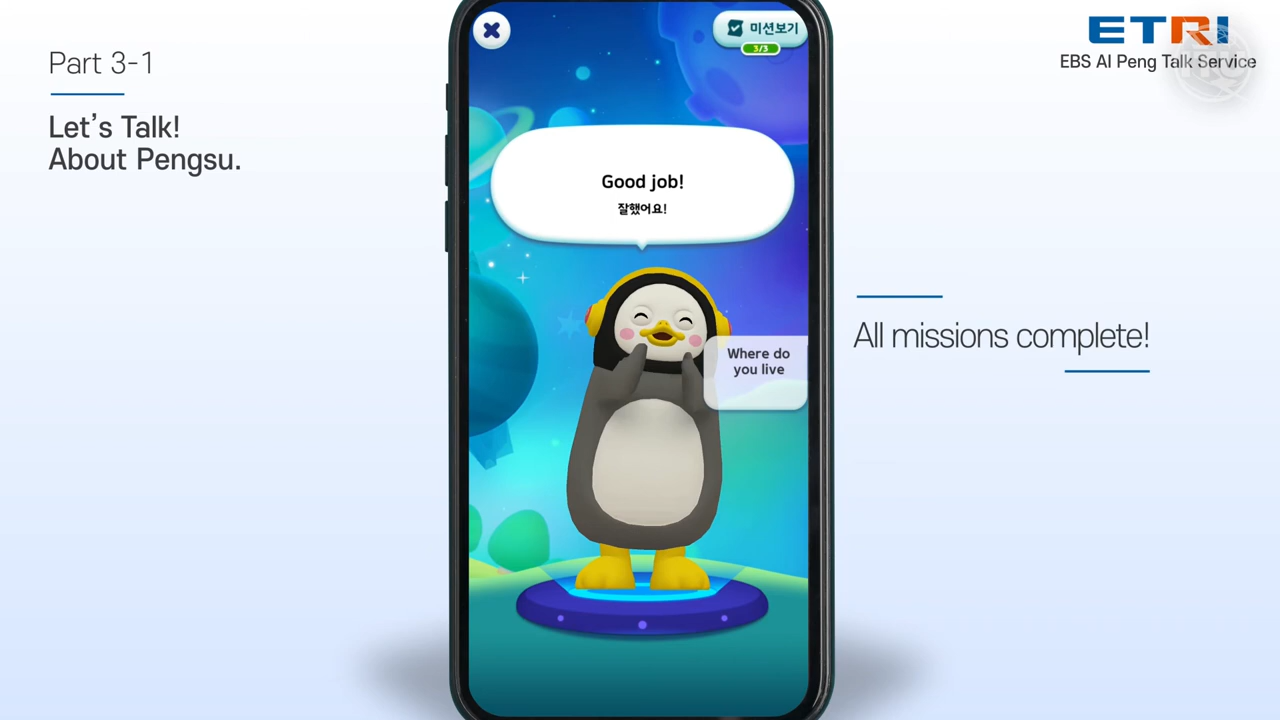 Part 3-1
Let's Talk!
About Pengsu.
미션보기
3/3
Good job!
잘했어요!
Where do
you live
All missions complete!
ETRI
EBS AI Peng Talk Service